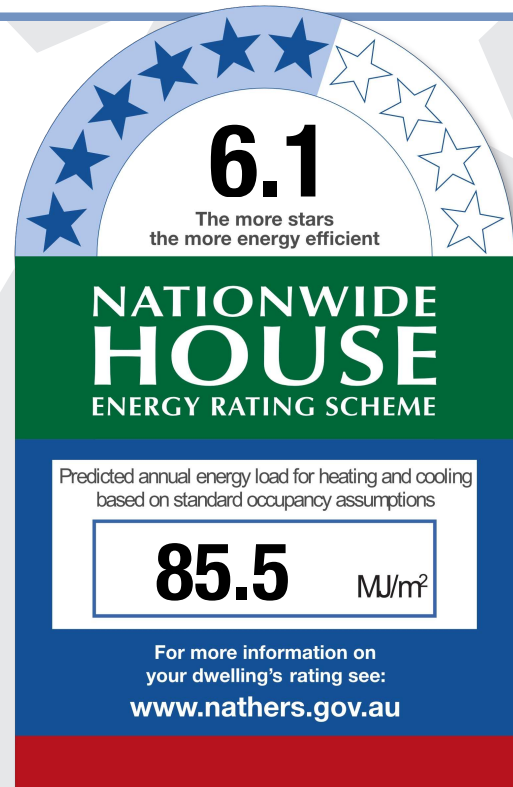 6.1
The more stars
the more energy efficient
NATIONWIDE
HOUSE
ENERGY RATING SCHEME
Predicted annual energy load for heating and cooling
based on standard occupancy assumptions
85.5 MJ/m²
For more information on
your dwelling's rating see:
www.nathers.gov.au